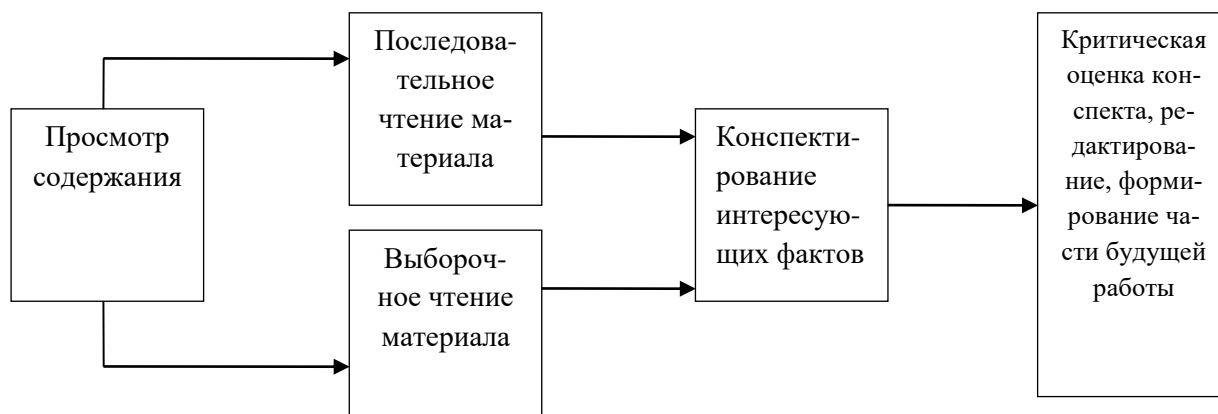 Просмотр
содержания
Последова-
тельное
чтение ма-
териала
Выбороч-
ное чтение
материала
Конспекти-
рование
интересую-
щих фактов
Критическая
оценка кон-
спекта, ре-
дактирова-
ние, форми-
рование ча-
сти будущей
работы